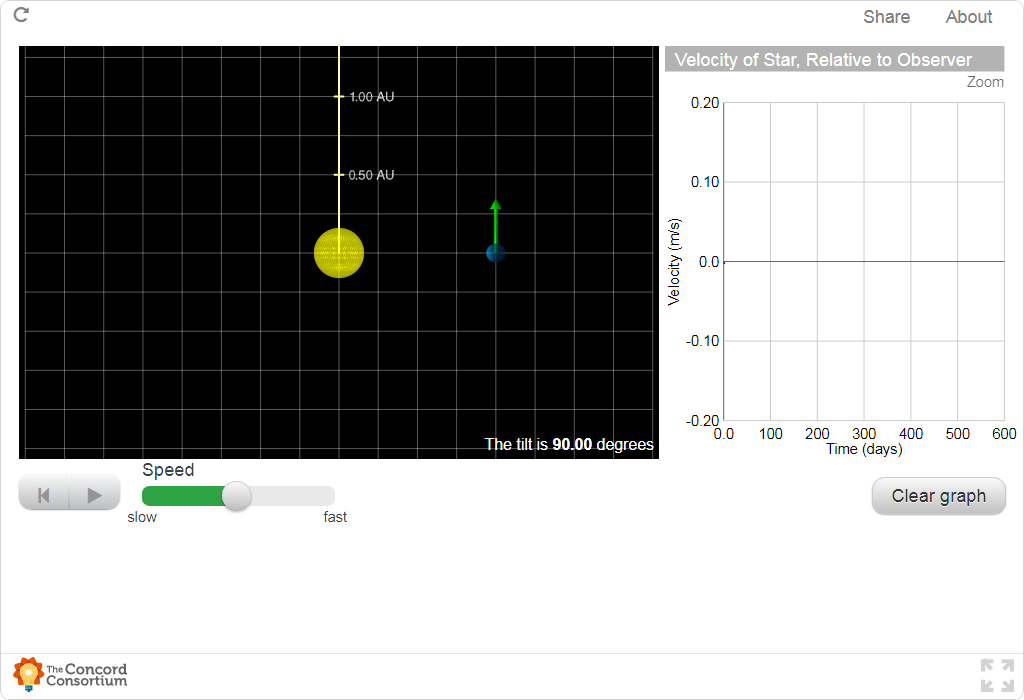 Share About
1.00 AU
0.50 AU
The tilt is 90.00 degrees
Velocity of Star, Relative to Observer
Zoom
Velocity (m/s)
0.20
0.10
0.0
-0.10
-0.20
0.0 100 200 300 400 500 600
Time (days)
Speed
slow fast
Clear graph
The Concord
Consortium